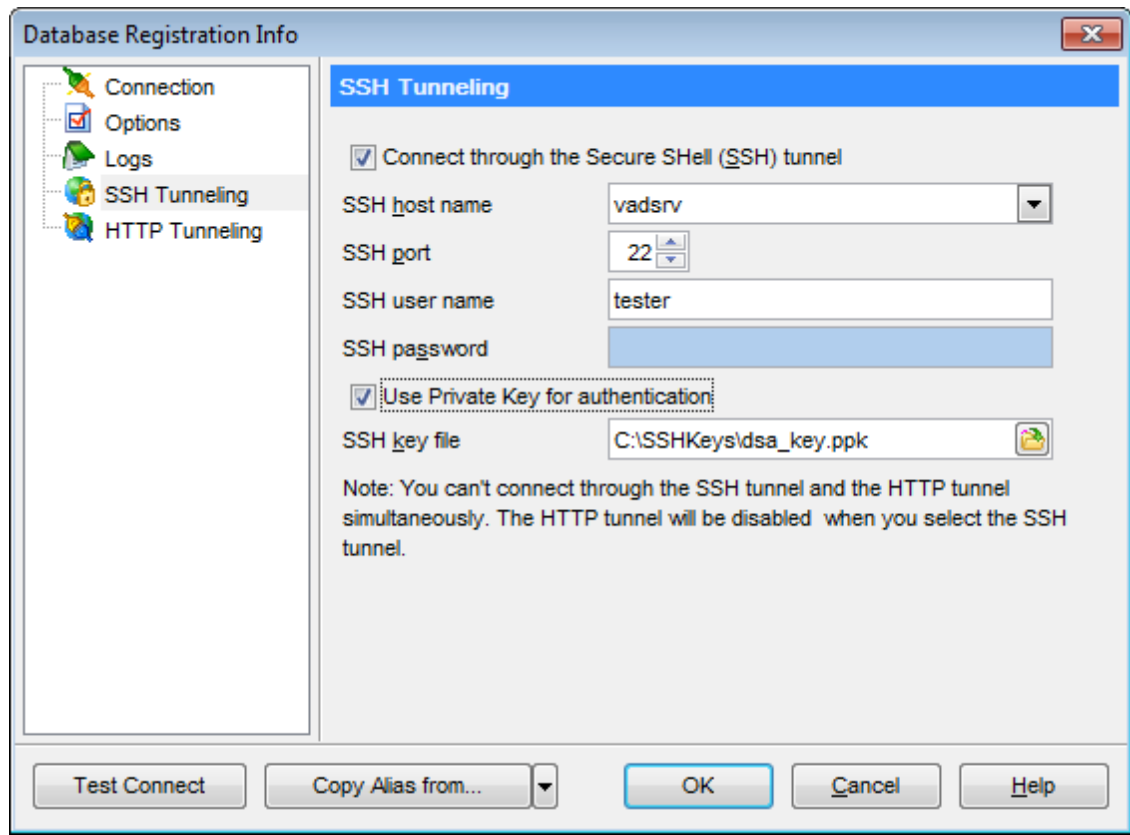 Database Registration Info
Connection
Options
Logs
SSH Tunneling
HTTP Tunneling
SSH Tunneling
Connect through the Secure SHell (SSH) tunnel
SSH host name vadsrv
SSH port 22
SSH user name tester
SSH password
Use Private Key for authentication
SSH key file C:\SSHKeys\dsa_key.ppk
Note: You can't connect through the SSH tunnel and the HTTP tunnel
simultaneously. The HTTP tunnel will be disabled when you select the SSH
tunnel.
Test Connect Copy Alias from... OK Cancel Help